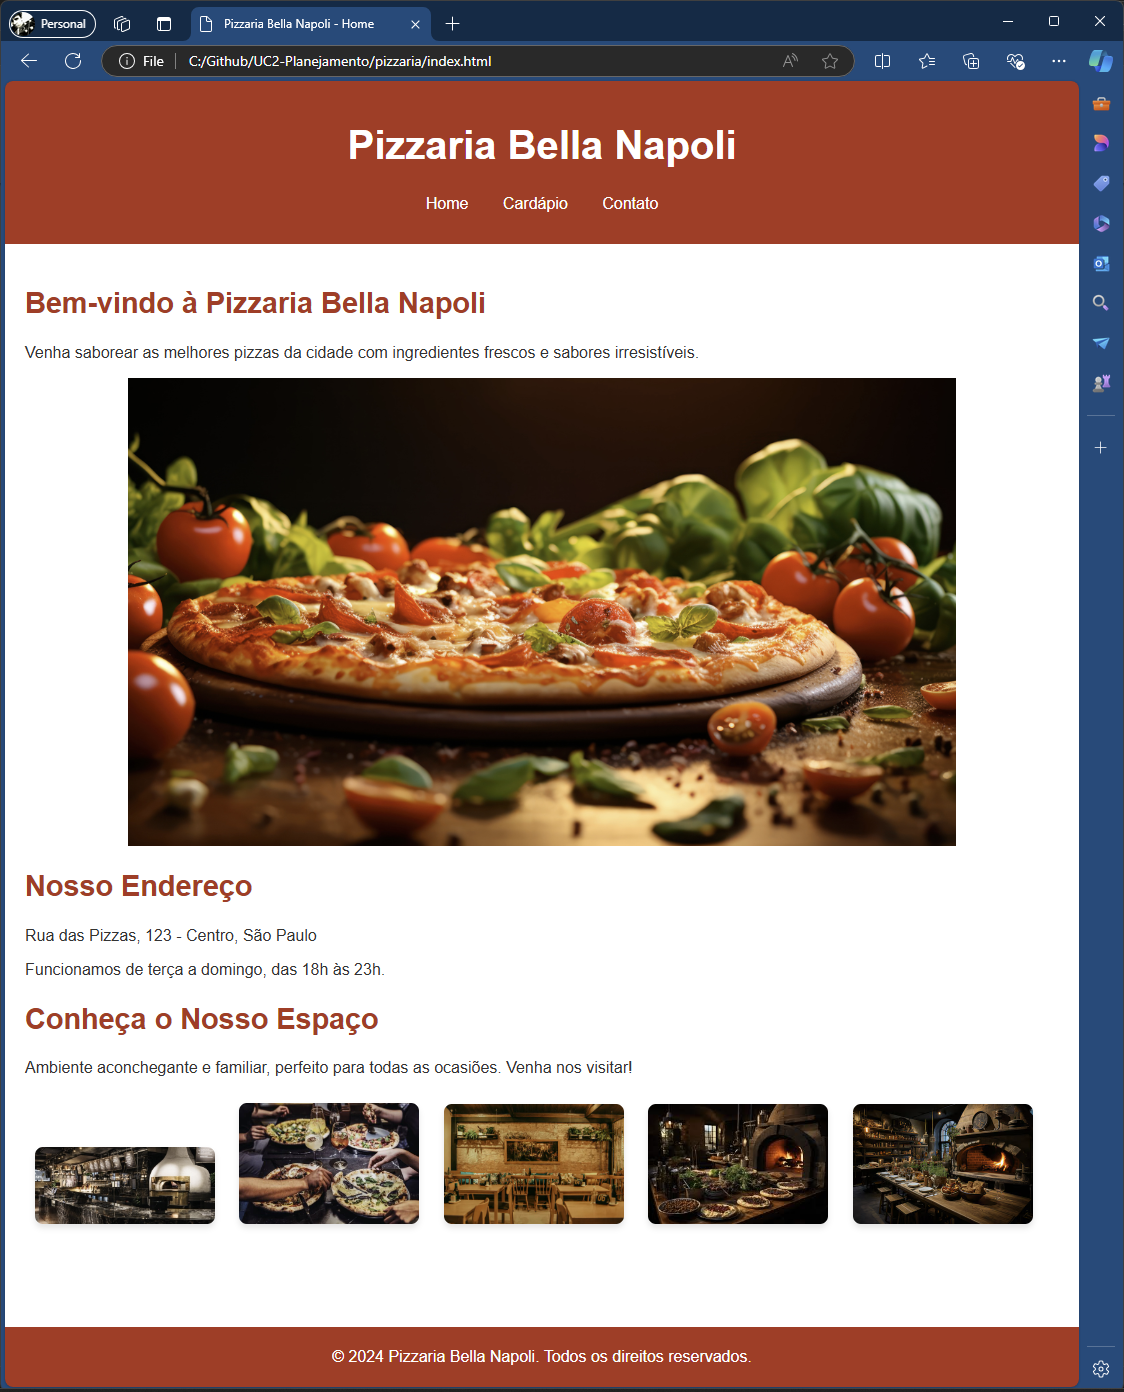 Personal
Pizzaria Bella Napoli - Home
File
C:/Github/UC2-Planejamento/pizzaria/index.html
Pizzaria Bella Napoli
Home Cardápio Contato
Bem-vindo à Pizzaria Bella Napoli
Venha saborear as melhores pizzas da cidade com ingredientes frescos e sabores irresistíveis.
Nosso Endereço
Rua das Pizzas, 123 - Centro, São Paulo
Funcionamos de terça a domingo, das 18h às 23h.
Conheça o Nosso Espaço
Ambiente aconchegante e familiar, perfeito para todas as ocasiões. Venha nos visitar!
© 2024 Pizzaria Bella Napoli. Todos os direitos reservados.